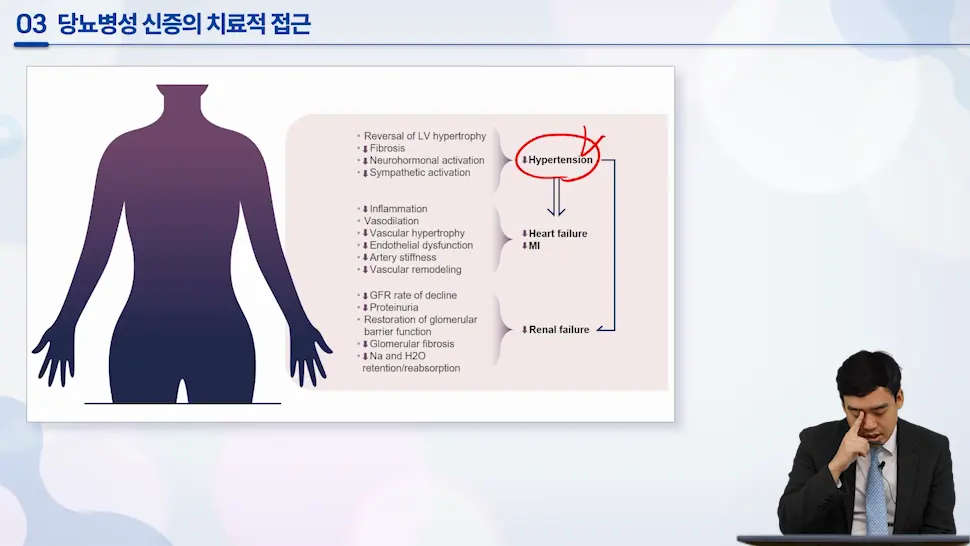 03 당뇨병성 신증의 치료적 접근
• Reversal of LV hypertrophy
• ⬇Fibrosis
• ⬇Neurohormonal activation
• ⬇Sympathetic activation
⬇Hypertension
• ⬇Inflammation
• Vasodilation
• ⬇Vascular hypertrophy
• ⬇Endothelial dysfunction
• ⬇Artery stiffness
• ⬇Vascular remodeling
⬇Heart failure
⬇MI
• ⬇GFR rate of decline
• ⬇Proteinuria
• Restoration of glomerular
barrier function
• ⬇Glomerular fibrosis
• ⬇Na and H2O
retention/reabsorption
⬇Renal failure